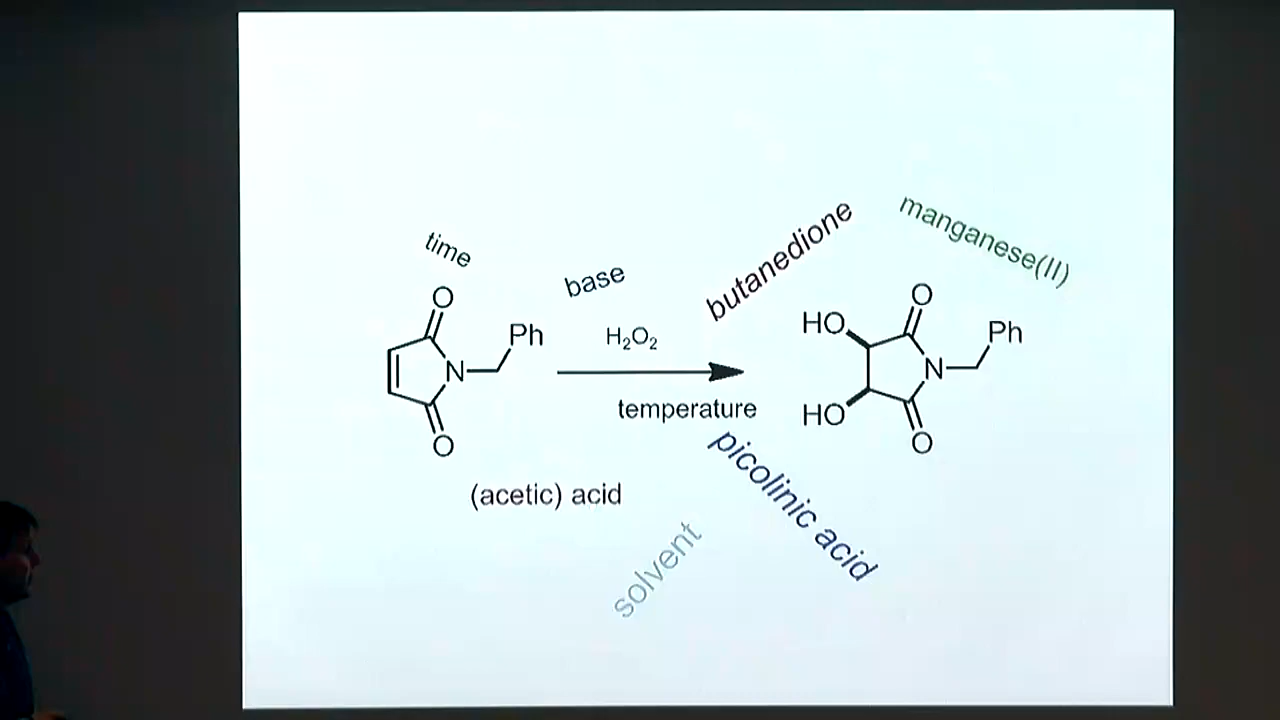 time
base
butanedione
manganese(II)
O
Ph
N
O
H₂O₂
temperature
HO
HO
O
Ph
N
O
(acetic) acid
picolinic acid
solvent